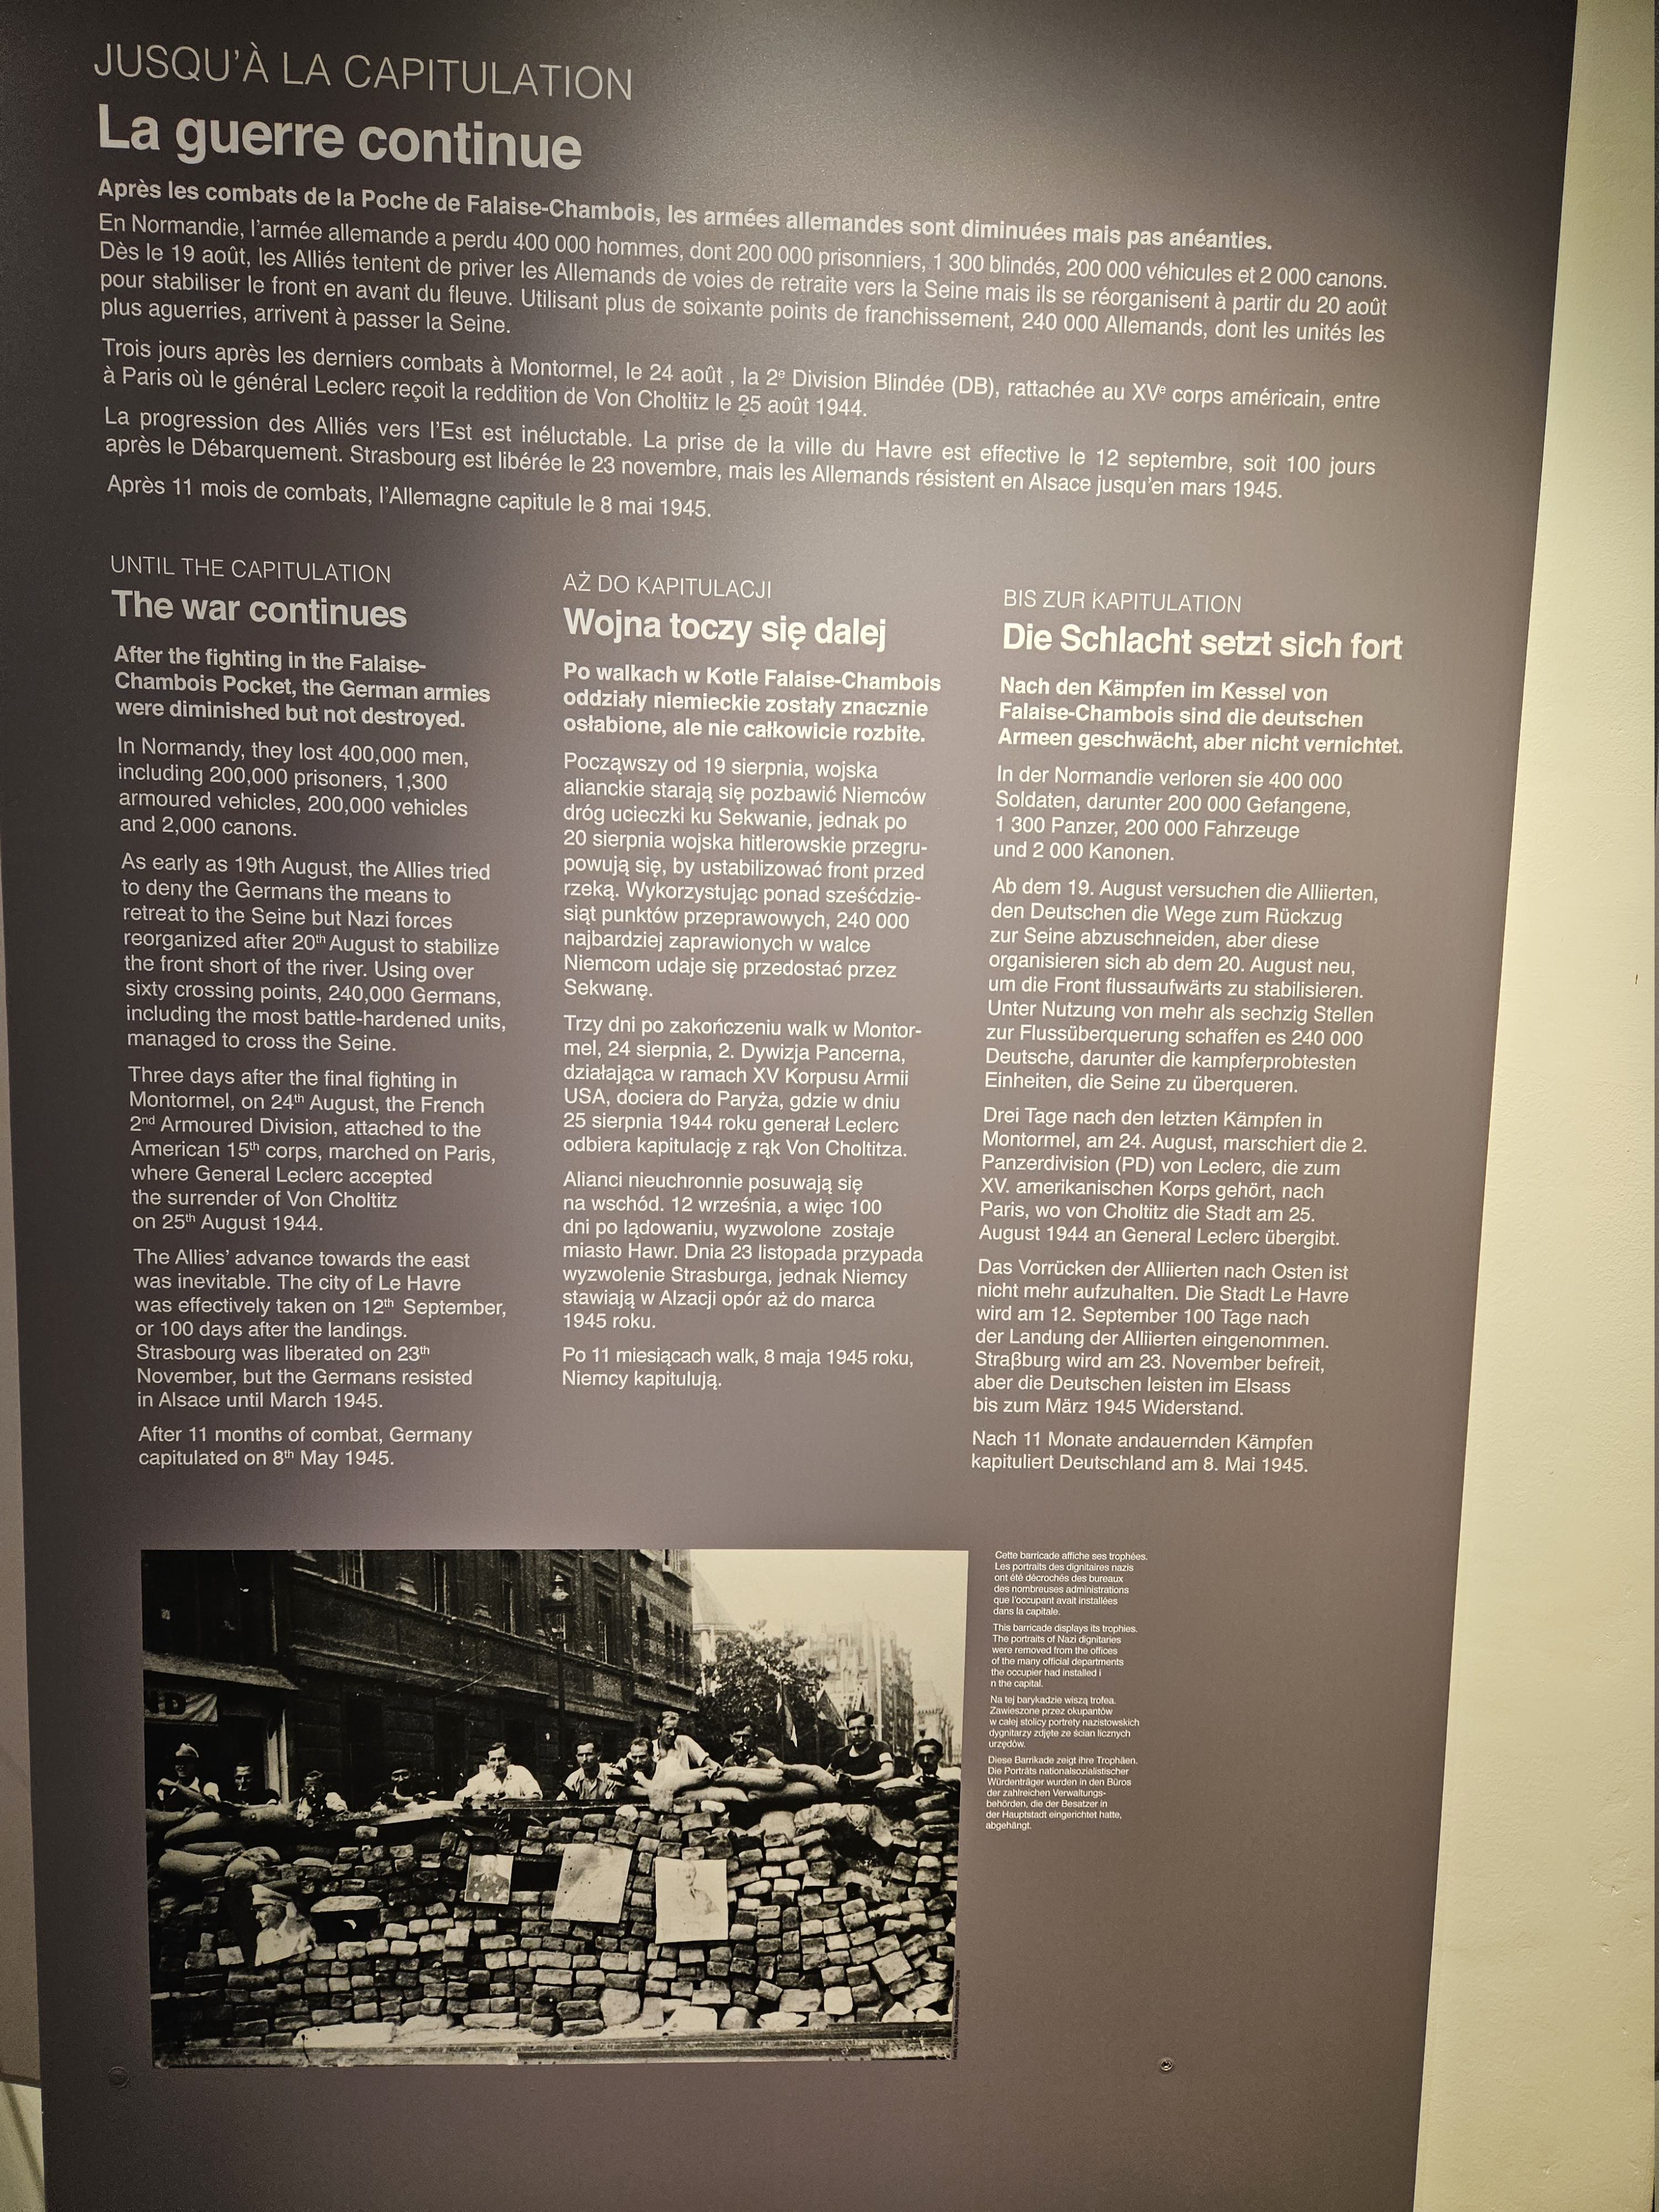 JUSQU'À LA CAPITULATION
La guerre continue
Après les combats de la Poche de Falaise-Chambois, les armées allemandes sont diminuées mais pas anéanties.
En Normandie, l'armée allemande a perdu 400 000 hommes, dont 200 000 prisonniers, 1 300 blindés, 200 000 véhicules et 2 000 canons.
Dès le 19 août, les Alliés tentent de priver les Allemands de voies de retraite vers la Seine mais ils se réorganisent à partir du 20 août
pour stabiliser le front en avant du fleuve. Utilisant plus de soixante points de franchissement, 240 000 Allemands, dont les unités les
plus aguerries, arrivent à passer la Seine.
Trois jours après les derniers combats à Montormel, le 24 août , la 2e Division Blindée (DB), rattachée au XVe corps américain, entre
à Paris où le général Leclerc reçoit la reddition de Von Choltitz le 25 août 1944.
La progression des Alliés vers l'Est est inéluctable. La prise de la ville du Havre est effective le 12 septembre, soit 100 jours
après le Débarquement. Strasbourg est libérée le 23 novembre, mais les Allemands résistent en Alsace jusqu'en mars 1945.
Après 11 mois de combats, l'Allemagne capitule le 8 mai 1945.
UNTIL THE CAPITULATION
The war continues
After the fighting in the Falaise-
Chambois Pocket, the German armies
were diminished but not destroyed.
In Normandy, they lost 400,000 men,
including 200,000 prisoners, 1,300
armoured vehicles, 200,000 vehicles
and 2,000 canons.
As early as 19th August, the Allies tried
to deny the Germans the means to
retreat to the Seine but Nazi forces
reorganized after 20th August to stabilize
the front short of the river. Using over
sixty crossing points, 240,000 Germans,
including the most battle-hardened units,
managed to cross the Seine.
Three days after the final fighting in
Montormel, on 24th August, the French
2nd Armoured Division, attached to the
American 15th corps, marched on Paris,
where General Leclerc accepted
the surrender of Von Choltitz
on 25th August 1944.
The Allies' advance towards the east
was inevitable. The city of Le Havre
was effectively taken on 12th September,
or 100 days after the landings.
Strasbourg was liberated on 23th
November, but the Germans resisted
in Alsace until March 1945.
After 11 months of combat, Germany
capitulated on 8th May 1945.
AŻ DO KAPITULACJI
Wojna toczy się dalej
Po walkach w Kotle Falaise-Chambois
oddziały niemieckie zostały znacznie
osłabione, ale nie całkowicie rozbite.
Począwszy od 19 sierpnia, wojska
alianckie starają się pozbawić Niemców
dróg ucieczki ku Sekwanie, jednak po
20 sierpnia wojska hitlerowskie przegru-
powują się, by ustabilizować front przed
rzeką. Wykorzystując ponad sześćdzie-
siąt punktów przeprawowych, 240 000
najbardziej zaprawionych w walce
Niemcom udaje się przedostać przez
Sekwanę.
Trzy dni po zakończeniu walk w Montor-
mel, 24 sierpnia, 2. Dywizja Pancerna,
działająca w ramach XV Korpusu Armii
USA, dociera do Paryża, gdzie w dniu
25 sierpnia 1944 roku generał Leclerc
odbiera kapitulację z rąk Von Choltitza.
Alianci nieuchronnie posuwają się
na wschód. 12 września, a więc 100
dni po lądowaniu, wyzwolone zostaje
miasto Hawr. Dnia 23 listopada przypada
wyzwolenie Strasburga, jednak Niemcy
stawiają w Alzacji opór aż do marca
1945 roku.
Po 11 miesiącach walk, 8 maja 1945 roku,
Niemcy kapitulują.
BIS ZUR KAPITULATION
Die Schlacht setzt sich fort
Nach den Kämpfen im Kessel von
Falaise-Chambois sind die deutschen
Armeen geschwächt, aber nicht vernichtet.
In der Normandie verloren sie 400 000
Soldaten, darunter 200 000 Gefangene,
1 300 Panzer, 200 000 Fahrzeuge
und 2 000 Kanonen.
Ab dem 19. August versuchen die Alliierten,
den Deutschen die Wege zum Rückzug
zur Seine abzuschneiden, aber diese
organisieren sich ab dem 20. August neu,
um die Front flussaufwärts zu stabilisieren.
Unter Nutzung von mehr als sechzig Stellen
zur Flussüberquerung schaffen es 240 000
Deutsche, darunter die kampferprobtesten
Einheiten, die Seine zu überqueren.
Drei Tage nach den letzten Kämpfen in
Montormel, am 24. August, marschiert die 2.
Panzerdivision (PD) von Leclerc, die zum
XV. amerikanischen Korps gehört, nach
Paris, wo von Choltitz die Stadt am 25.
August 1944 an General Leclerc übergibt.
Das Vorrücken der Alliierten nach Osten ist
nicht mehr aufzuhalten. Die Stadt Le Havre
wird am 12. September 100 Tage nach
der Landung der Alliierten eingenommen.
Straβburg wird am 23. November befreit,
aber die Deutschen leisten im Elsass
bis zum März 1945 Widerstand.
Nach 11 Monate andauernden Kämpfen
kapituliert Deutschland am 8. Mai 1945.
Cette barricade affiche ses trophées.
Les portraits des dignitaires nazis
ont été décrochés des bureaux
des nombreuses administrations
que l'occupant avait installées
dans la capitale.
This barricade displays its trophies.
The portraits of Nazi dignitaries
were removed from the offices
of the many official departments
the occupier had installed i
n the capital.
Na tej barykadzie wiszą trofea.
Zawieszone przez okupantów
w całej stolicy portrety nazistowskich
dygnitarzy zdjęte ze ścian licznych
urzędów.
Diese Barrikade zeigt ihre Trophäen.
Die Porträts nationalsozialistischer
Würdenträger wurden in den Büros
der zahlreichen Verwaltungs-
behörden, die der Besatzer in
der Hauptstadt eingerichtet hatte,
abgehängt.